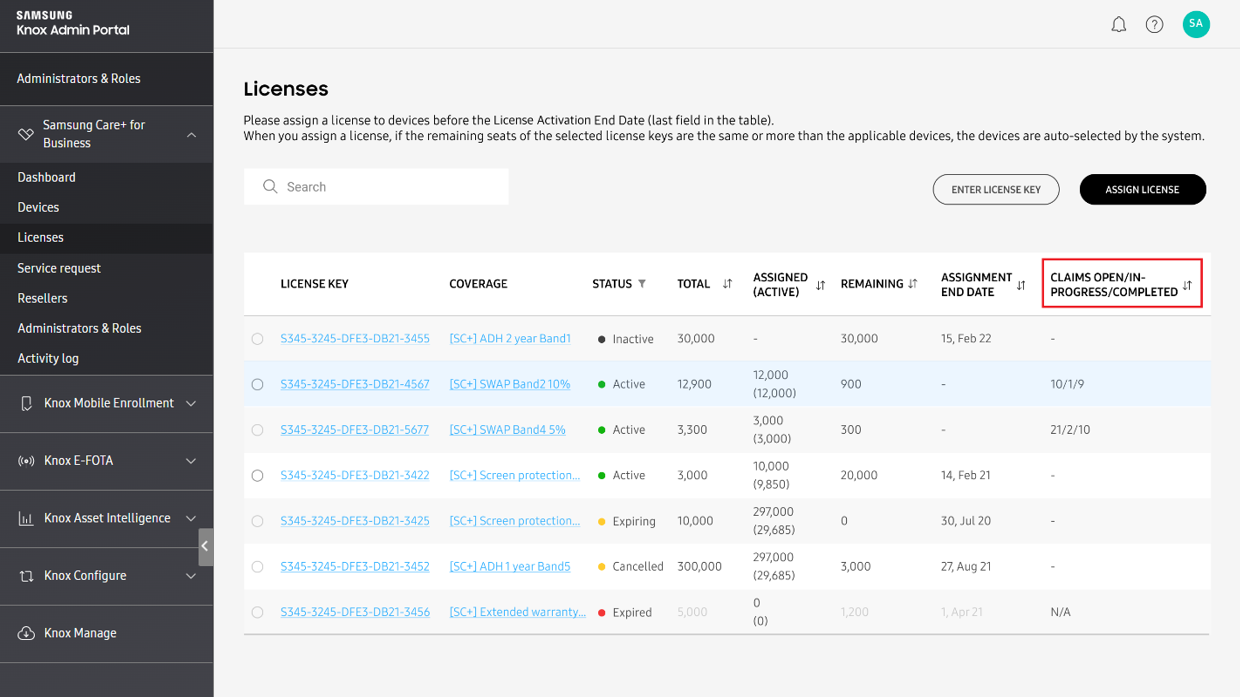 SAMSUNG
Knox Admin Portal
SA
Administrators & Roles
Samsung Care+ for
Business
Dashboard
Devices
Licenses
Service request
Resellers
Administrators & Roles
Activity log
Knox Mobile Enrollment
Knox E-FOTA
Knox Asset Intelligence
Knox Configure
Knox Manage
Licenses
Please assign a license to devices before the License Activation End Date (last field in the table).
When you assign a license, if the remaining seats of the selected license keys are the same or more than the applicable devices, the devices are auto-selected by the system.
Search
ENTER LICENSE KEY
ASSIGN LICENSE
LICENSE KEY COVERAGE STATUS TOTAL ASSIGNED (ACTIVE) REMAINING ASSIGNMENT END DATE CLAIMS OPEN/IN-PROGRESS/COMPLETED
S345-3245-DFE3-DB21-3455 [SC+] ADH 2 year Band1 Inactive 30,000 - 30,000 15, Feb 22 -
S345-3245-DFE3-DB21-4567 [SC+] SWAP Band2 10% Active 12,900 12,000 (12,000) 900 - 10/1/9
S345-3245-DFE3-DB21-5677 [SC+] SWAP Band4 5% Active 3,300 3,000 (3,000) 300 - 21/2/10
S345-3245-DFE3-DB21-3422 [SC+] Screen protection... Active 3,000 10,000 (9,850) 20,000 14, Feb 21 -
S345-3245-DFE3-DB21-3425 [SC+] Screen protection... Expiring 10,000 297,000 (29,685) 0 30, Jul 20 -
S345-3245-DFE3-DB21-3452 [SC+] ADH 1 year Band5 Cancelled 300,000 297,000 (29,685) 3,000 27, Aug 21 -
S345-3245-DFE3-DB21-3456 [SC+] Extended warranty... Expired 5,000 0 (0) 1,200 1, Apr 21 N/A